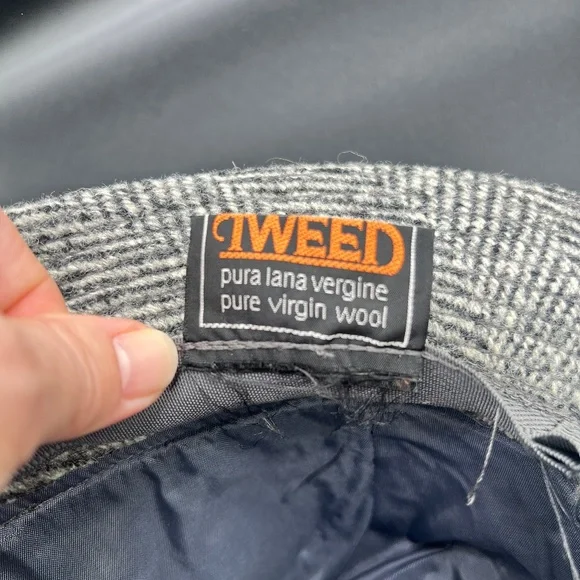 TWEED
pura lana vergine
pure virgin wool